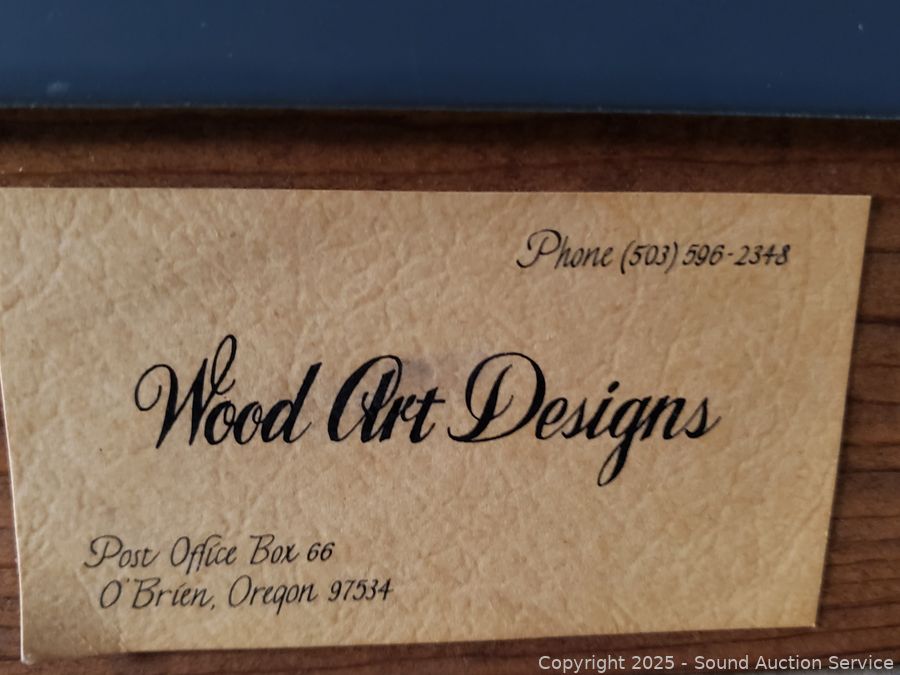 Phone (503) 596-2348
Wood Art Designs
Post Office Box 66
O'Brien, Oregon 97534
Copyright 2025 - Sound Auction Service